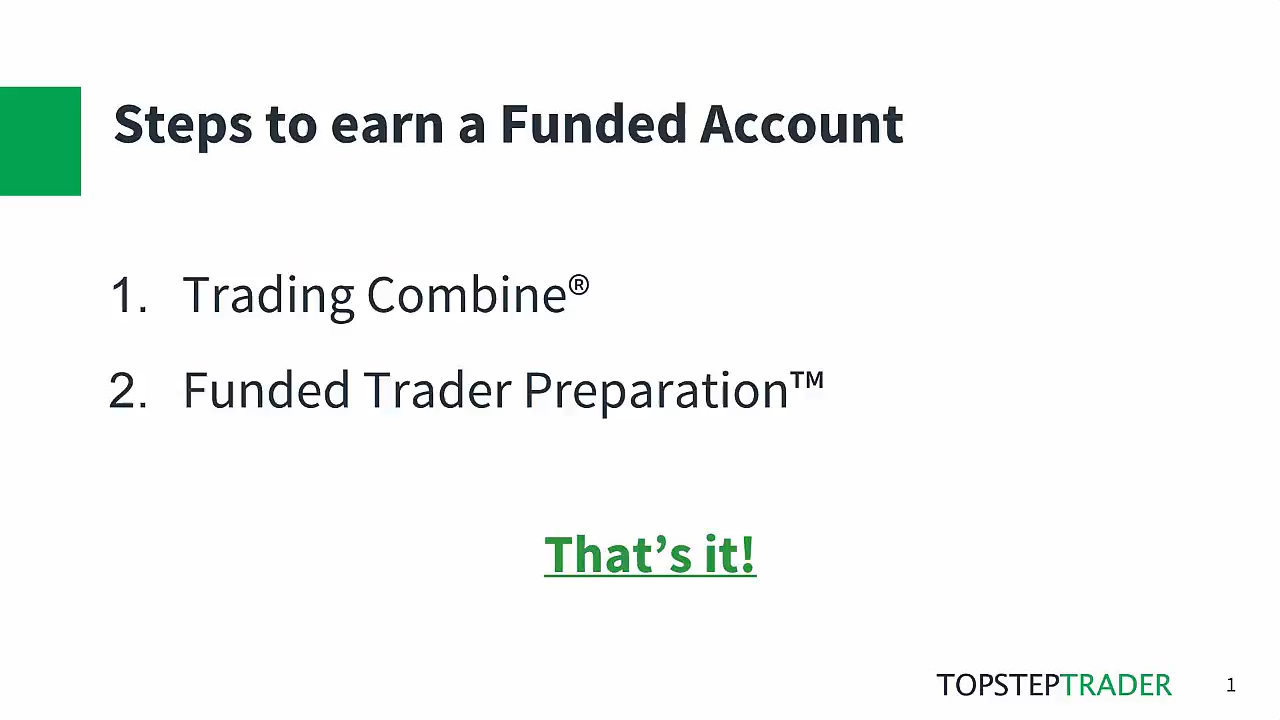 Steps to earn a Funded Account
1. Trading Combine®
2. Funded Trader Preparation™
That’s it!
TOPSTEPTRADER 1